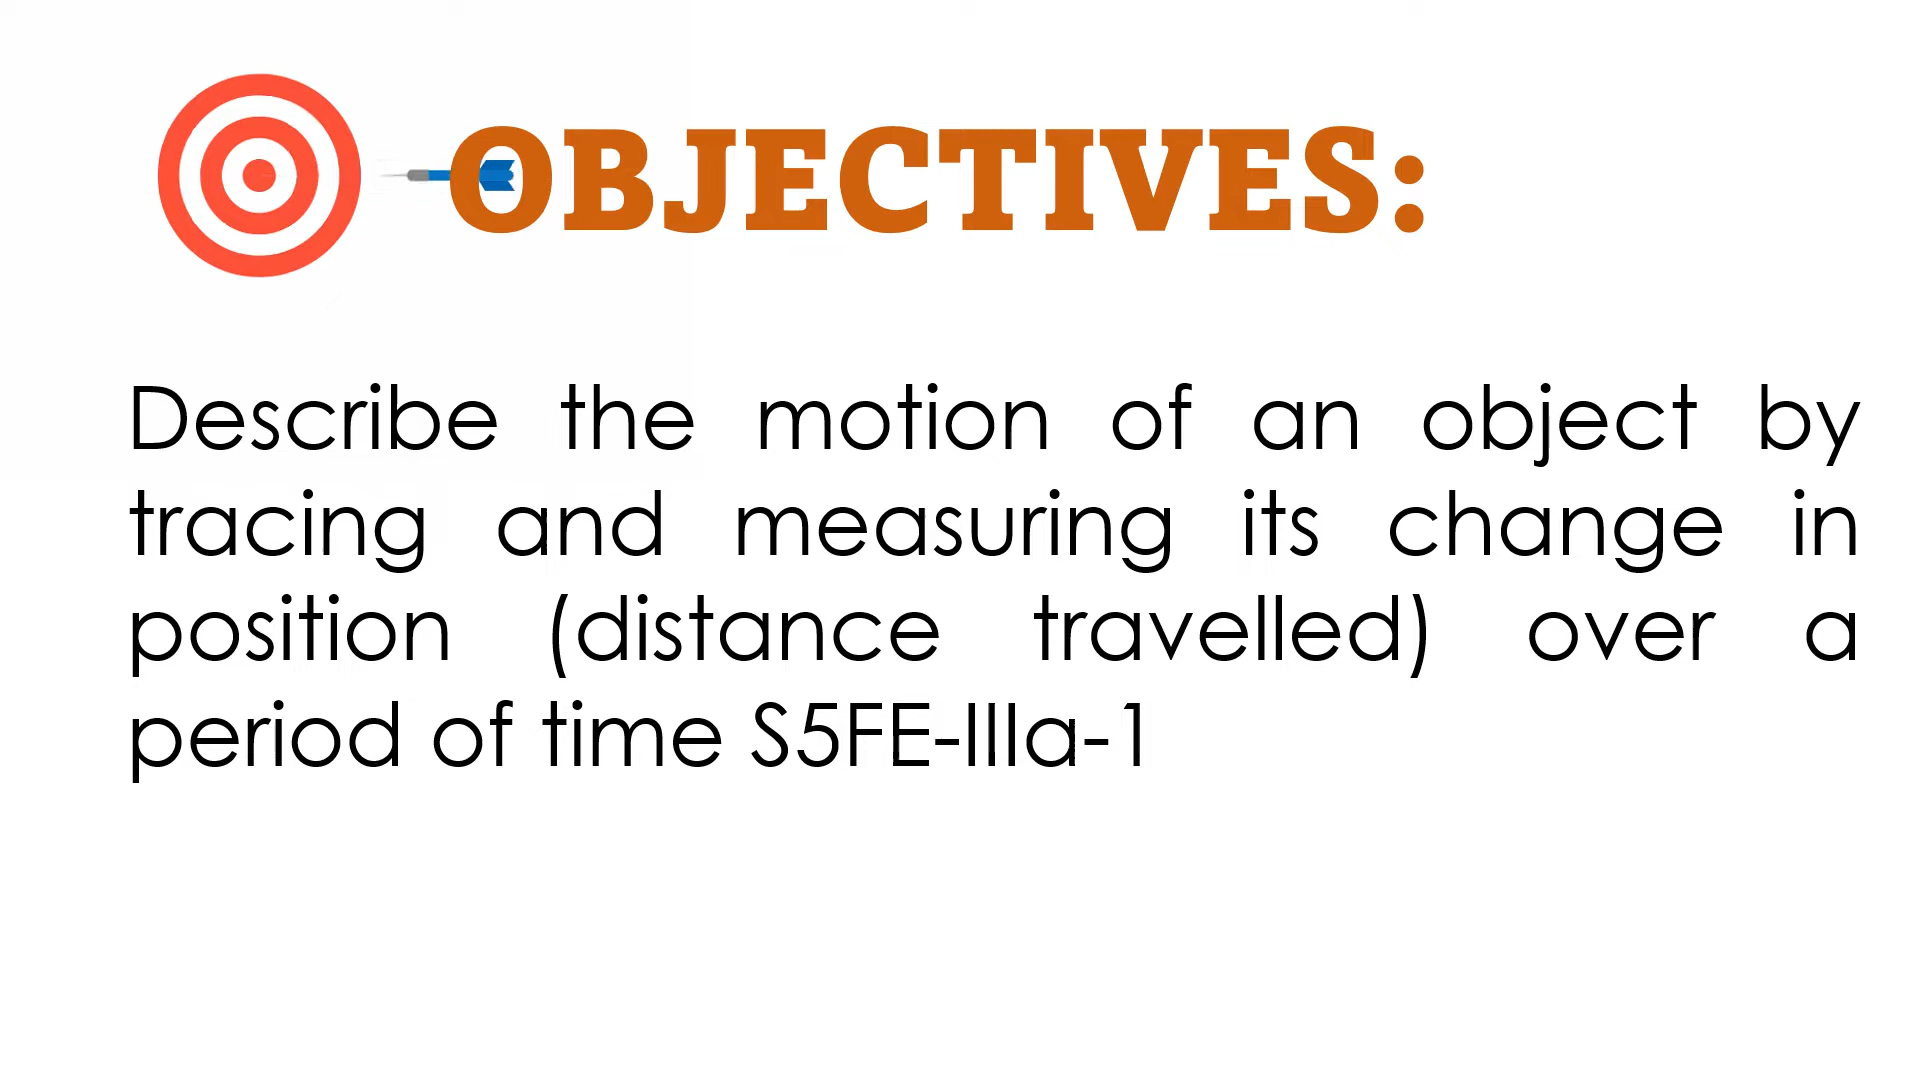 OBJECTIVES:
Describe the motion of an object by
tracing and measuring its change in
position (distance travelled) over a
period of time S5FE-IIIa-1